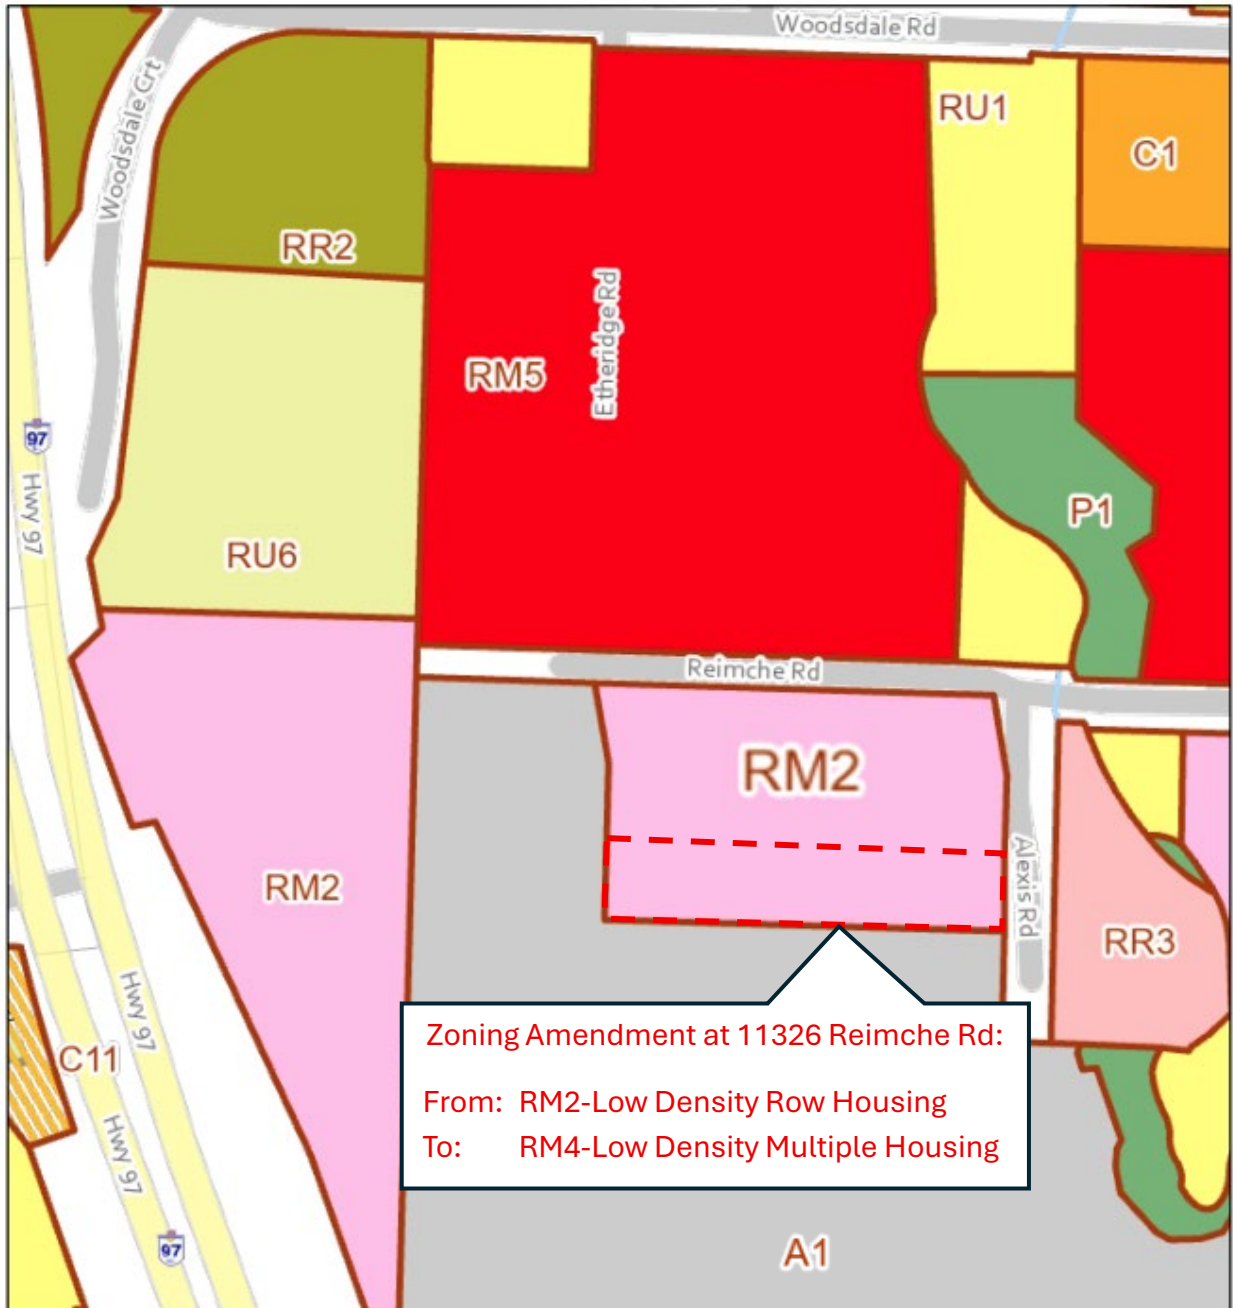 Woodsdale Rd
Woodsdale Crt
RU1
C1
RR2
Etheridge Rd
RM5
97
Hwy 97
P1
RU6
Reimche Rd
RM2
RM2
Alexis Rd
RR3
Hwy 97
C11
Zoning Amendment at 11326 Reimche Rd:
From: RM2-Low Density Row Housing
To: RM4-Low Density Multiple Housing
Hwy 97
97
A1